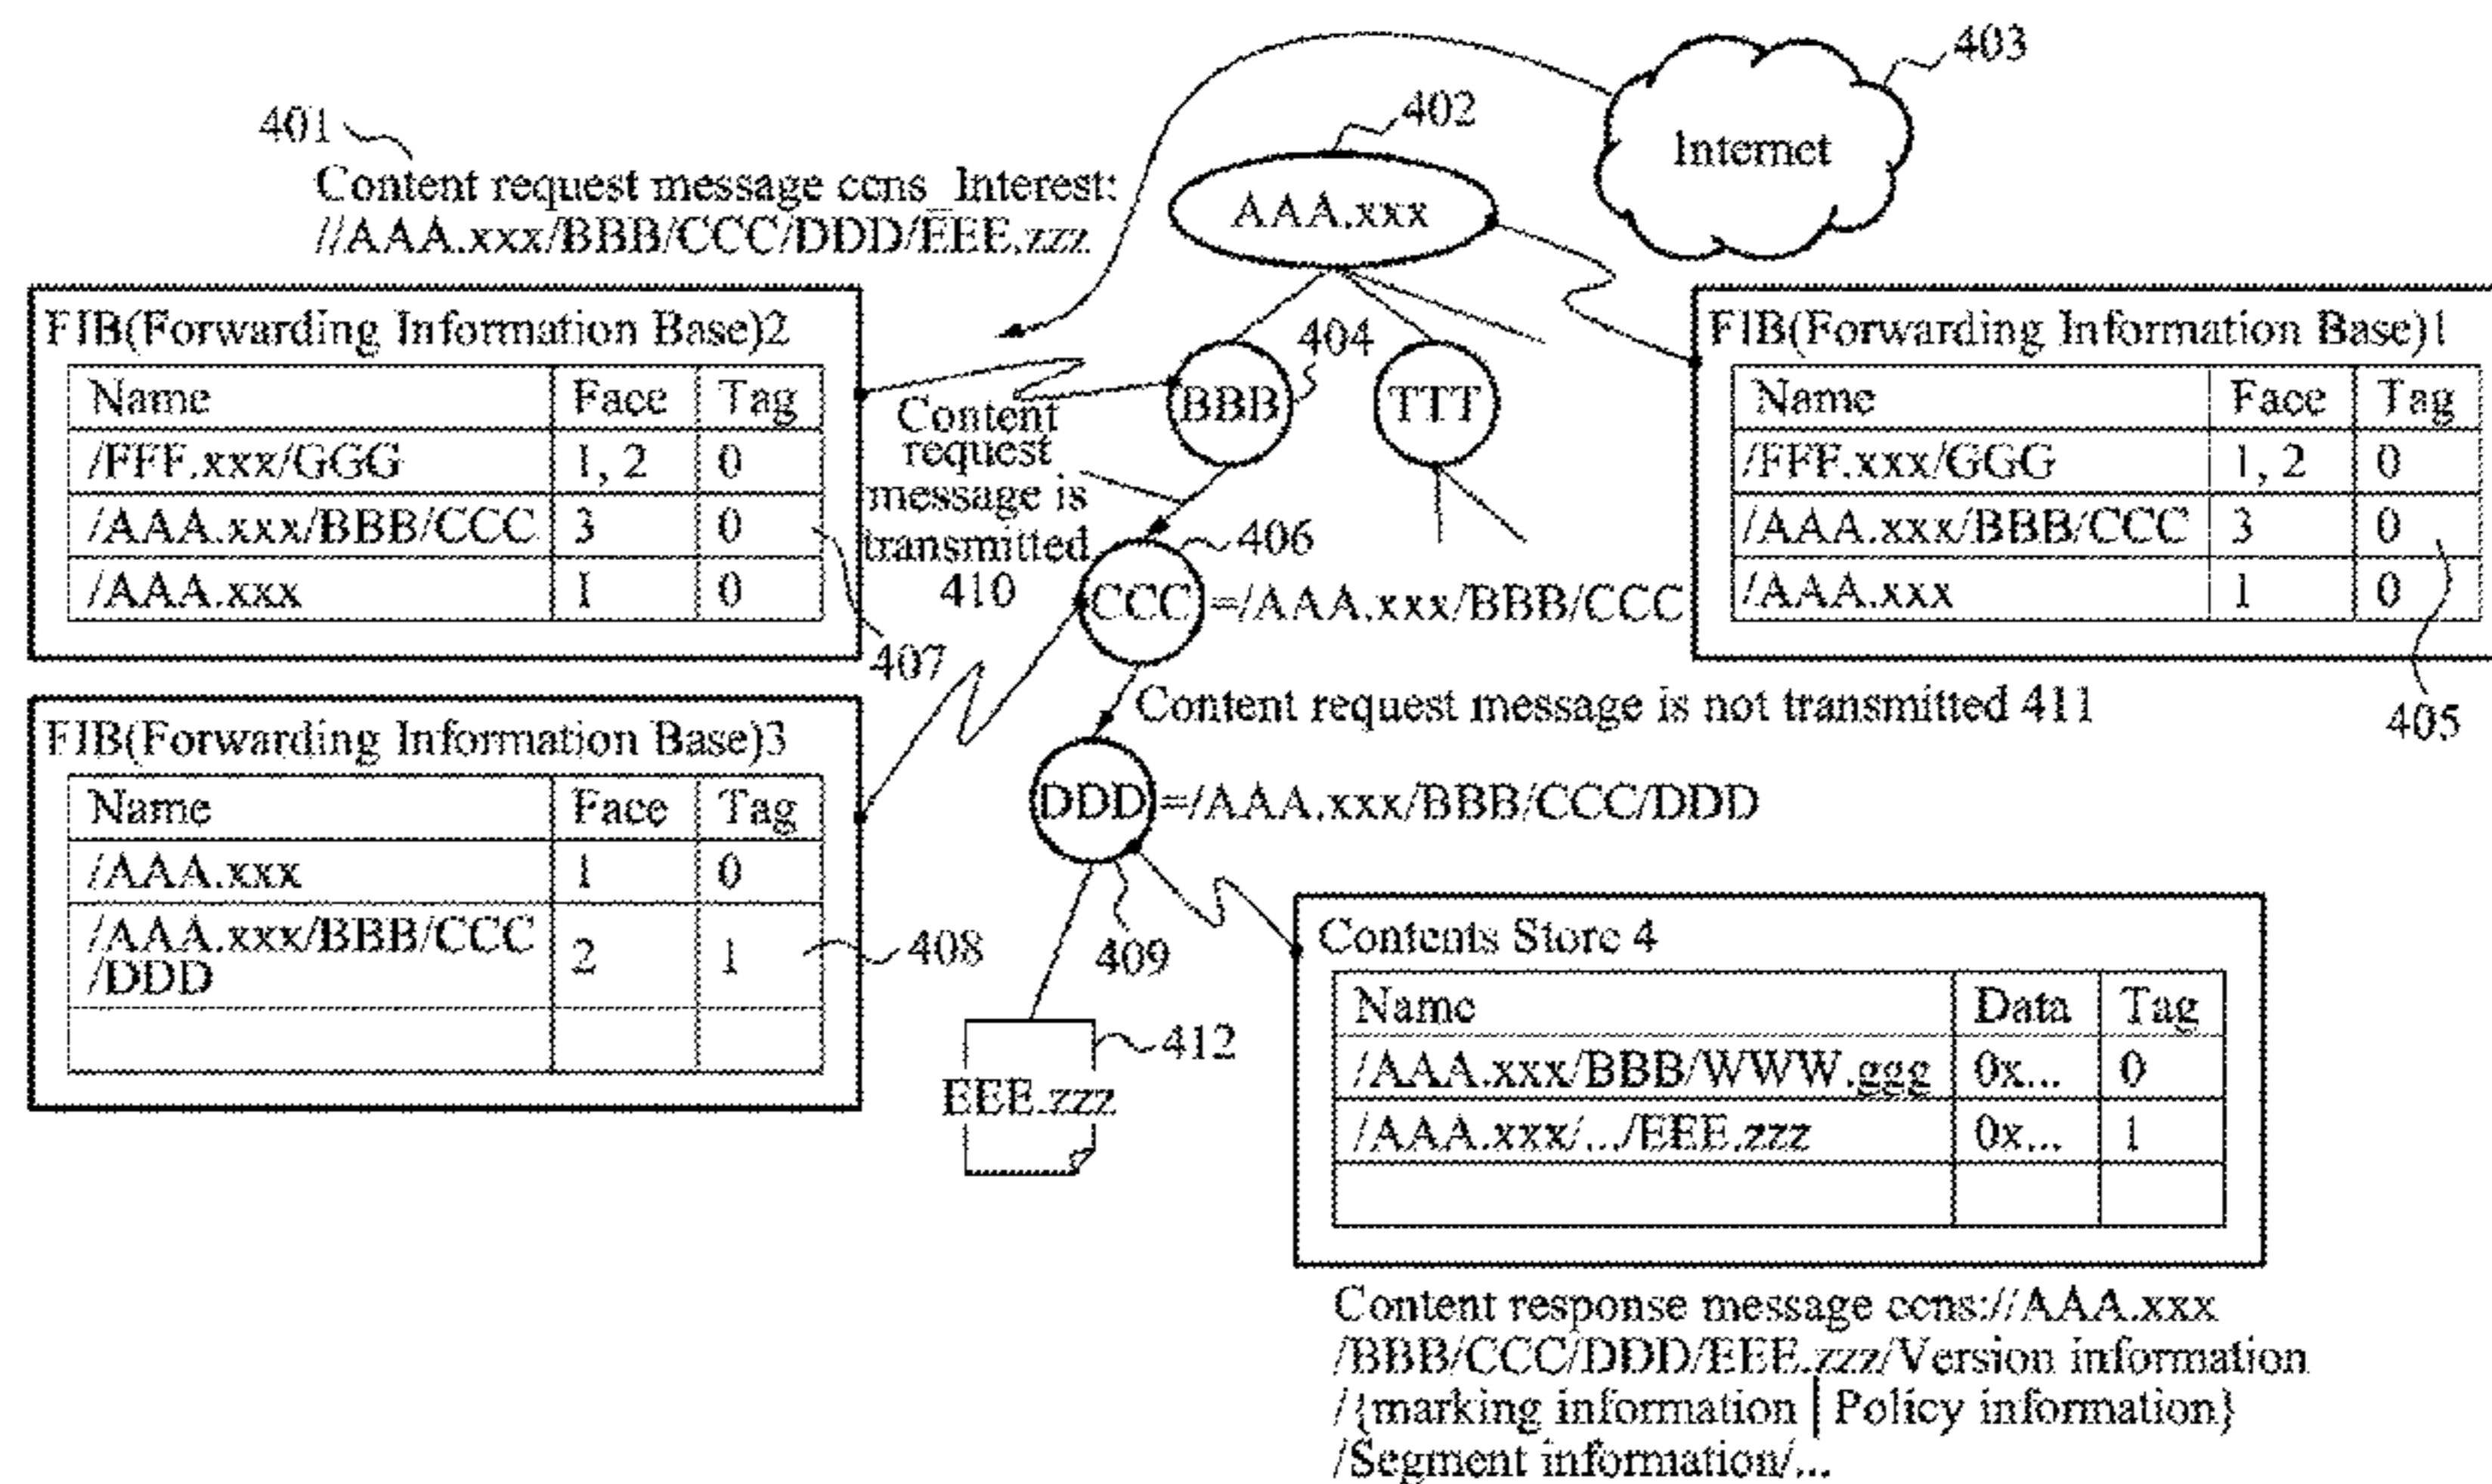 403
Internet
402
AAA.xxx
401
Content request message ccns_Interest:
//AAA.xxx/BBB/CCC/DDD/EEE.zzz
FIB(Forwarding Information Base)2
Name Face Tag
/FFF.xxx/GGG 1, 2 0
/AAA.xxx/BBB/CCC 3 0
/AAA.xxx 1 0
407
404
BBB
TTT
Content
request
message is
transmitted
410
FIB(Forwarding Information Base)1
Name Face Tag
/FFF.xxx/GGG 1, 2 0
/AAA.xxx/BBB/CCC 3 0
/AAA.xxx 1 0
405
406
CCC =/AAA.xxx/BBB/CCC
Content request message is not transmitted 411
FIB(Forwarding Information Base)3
Name Face Tag
/AAA.xxx 1 0
/AAA.xxx/BBB/CCC
/DDD 2 1
408
DDD =/AAA.xxx/BBB/CCC/DDD
409
412
EEE.zzz
Contents Store 4
Name Data Tag
/AAA.xxx/BBB/WWW.ggg 0x... 0
/AAA.xxx/.../EEE.zzz 0x... 1
Content response message ccns://AAA.xxx
/BBB/CCC/DDD/EEE.zzz/Version information
/{marking information | Policy information}
/Segment information/...